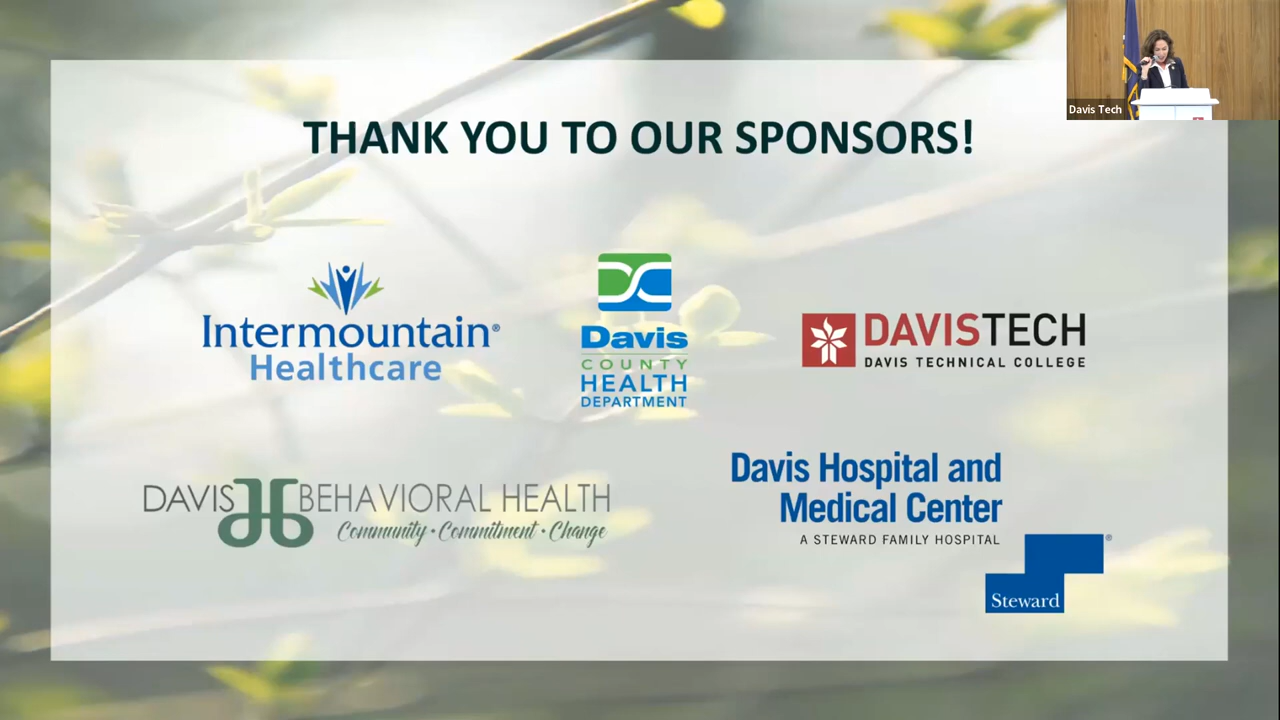 Davis Tech
THANK YOU TO OUR SPONSORS!
Intermountain®
Healthcare
Davis
COUNTY
HEALTH
DEPARTMENT
DAVISTECH
DAVIS TECHNICAL COLLEGE
DAVIS BEHAVIORAL HEALTH
Community • Commitment • Change
Davis Hospital and
Medical Center
A STEWARD FAMILY HOSPITAL
Steward®